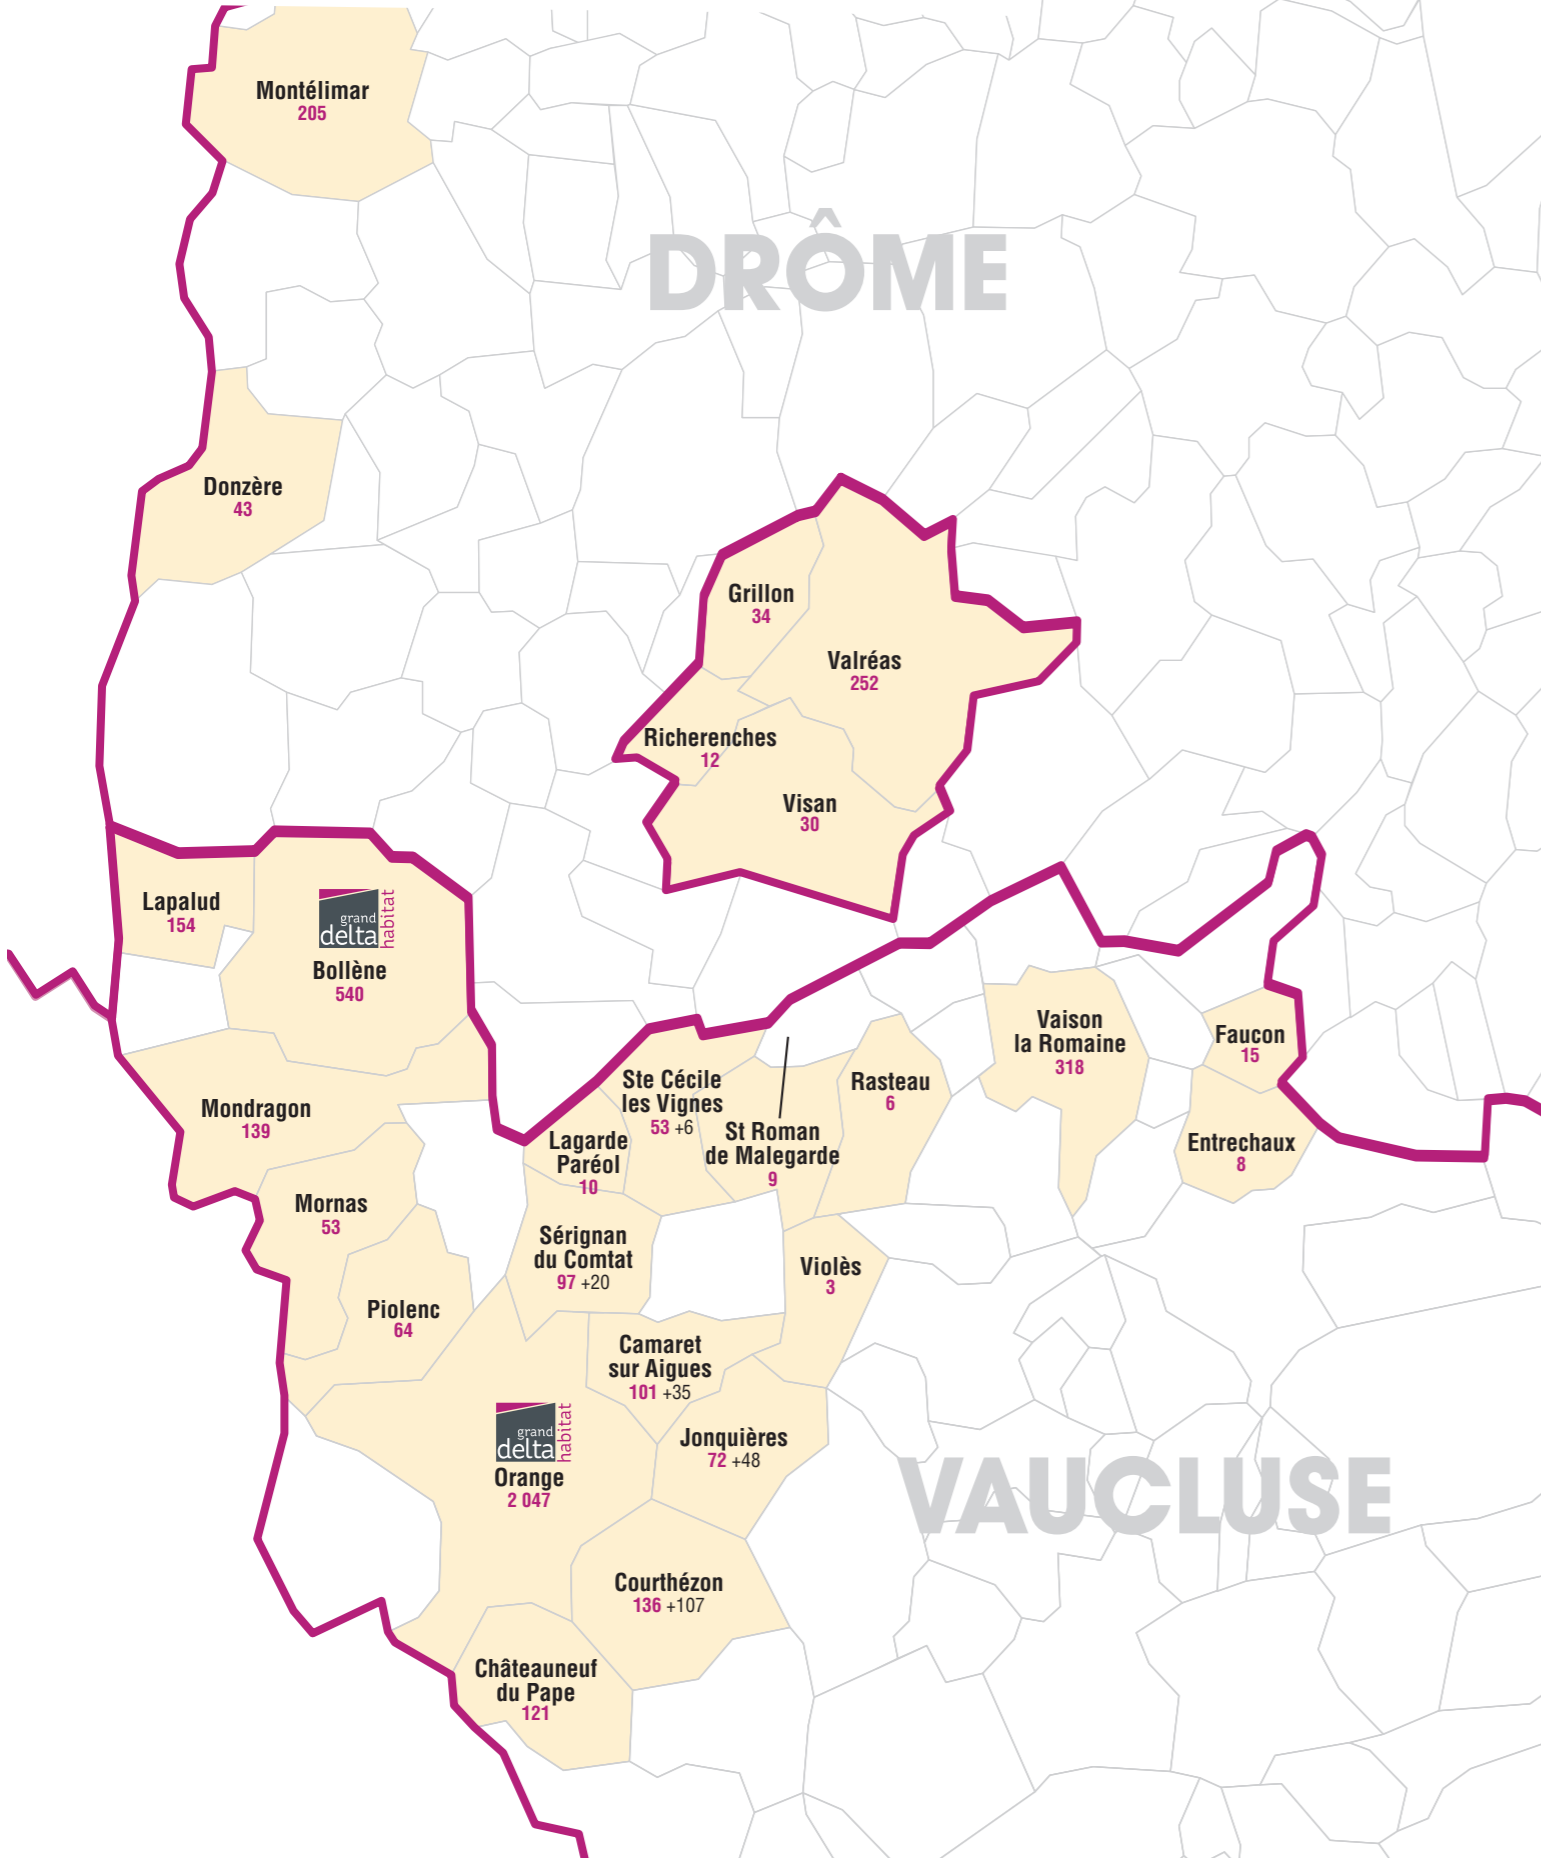 Montélimar
205
DRÔME
Donzère
43
Grillon
34
Valréas
252
Richerenches
12
Visan
30
Lapalud
154
grand
delta
habitat
Bollène
540
Vaison
la Romaine
318
Faucon
15
Ste Cécile
les Vignes
53 +6
Rasteau
6
Mondragon
139
Lagarde
Paréol
10
St Roman
de Malegarde
9
Entrechaux
8
Mornas
53
Sérignan
du Comtat
97 +20
Violès
3
Piolenc
64
Camaret
sur Aigues
101 +35
grand
delta
habitat
Orange
2 047
Jonquières
72 +48
VAUCLUSE
Courthézon
136 +107
Châteauneuf
du Pape
121